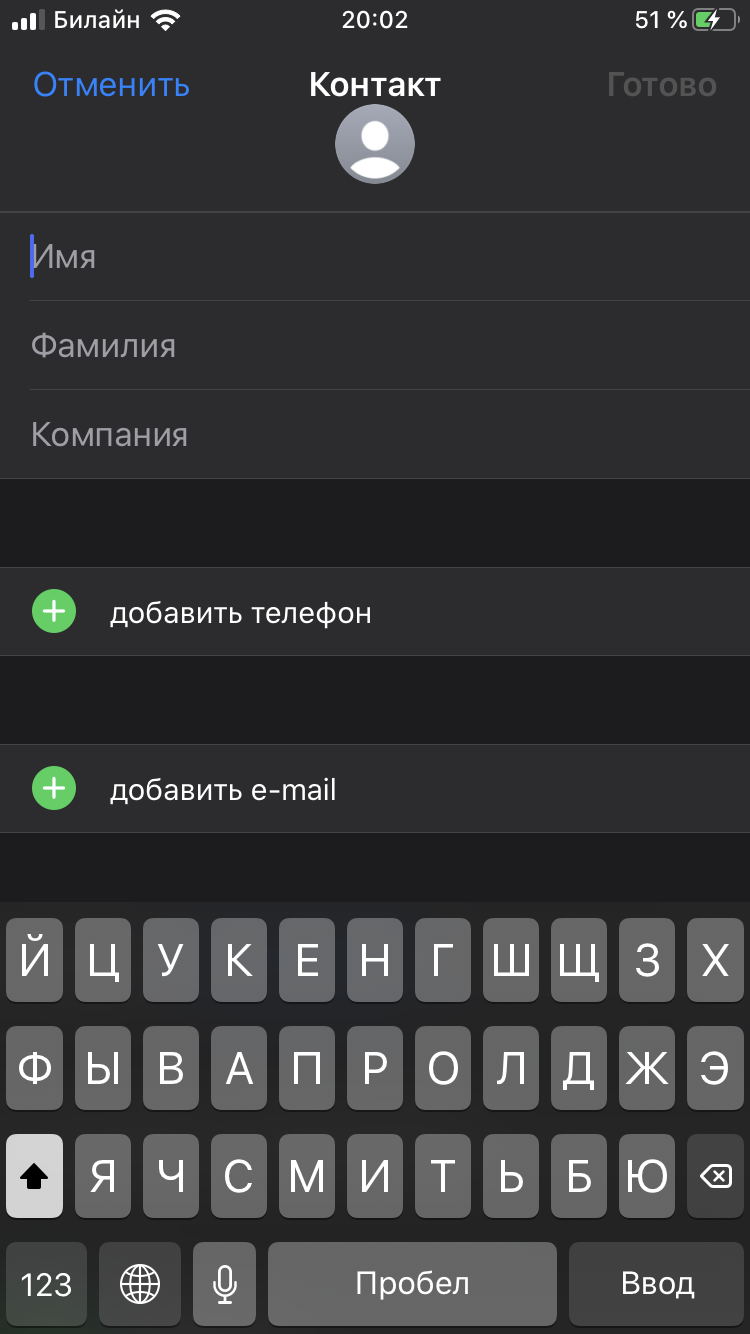 Билайн 20:02 51 %
Отменить Контакт Готово
Имя
Фамилия
Компания
добавить телефон
добавить e-mail
Й Ц У К Е Н Г Ш Щ З Х
Ф Ы В А П Р О Л Д Ж Э
Я Ч С М И Т Ь Б Ю
123 Пробел Ввод